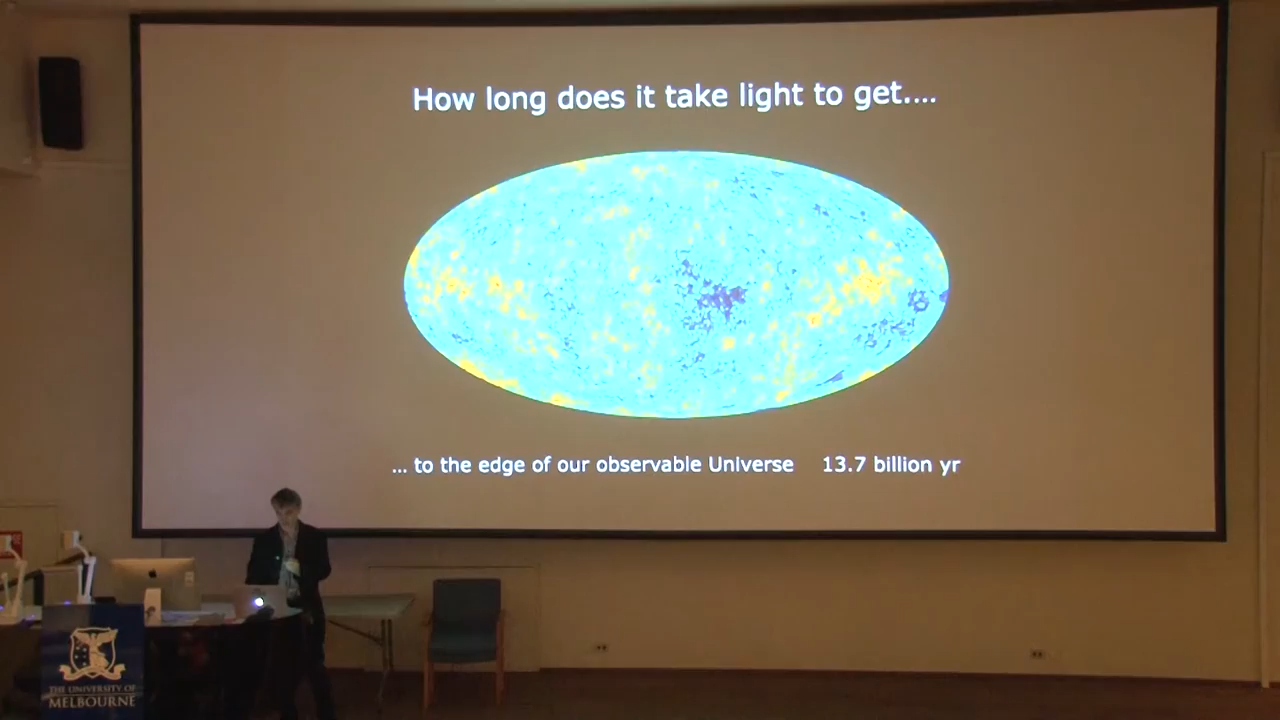 How long does it take light to get....
... to the edge of our observable Universe 13.7 billion yr
THE UNIVERSITY OF
MELBOURNE